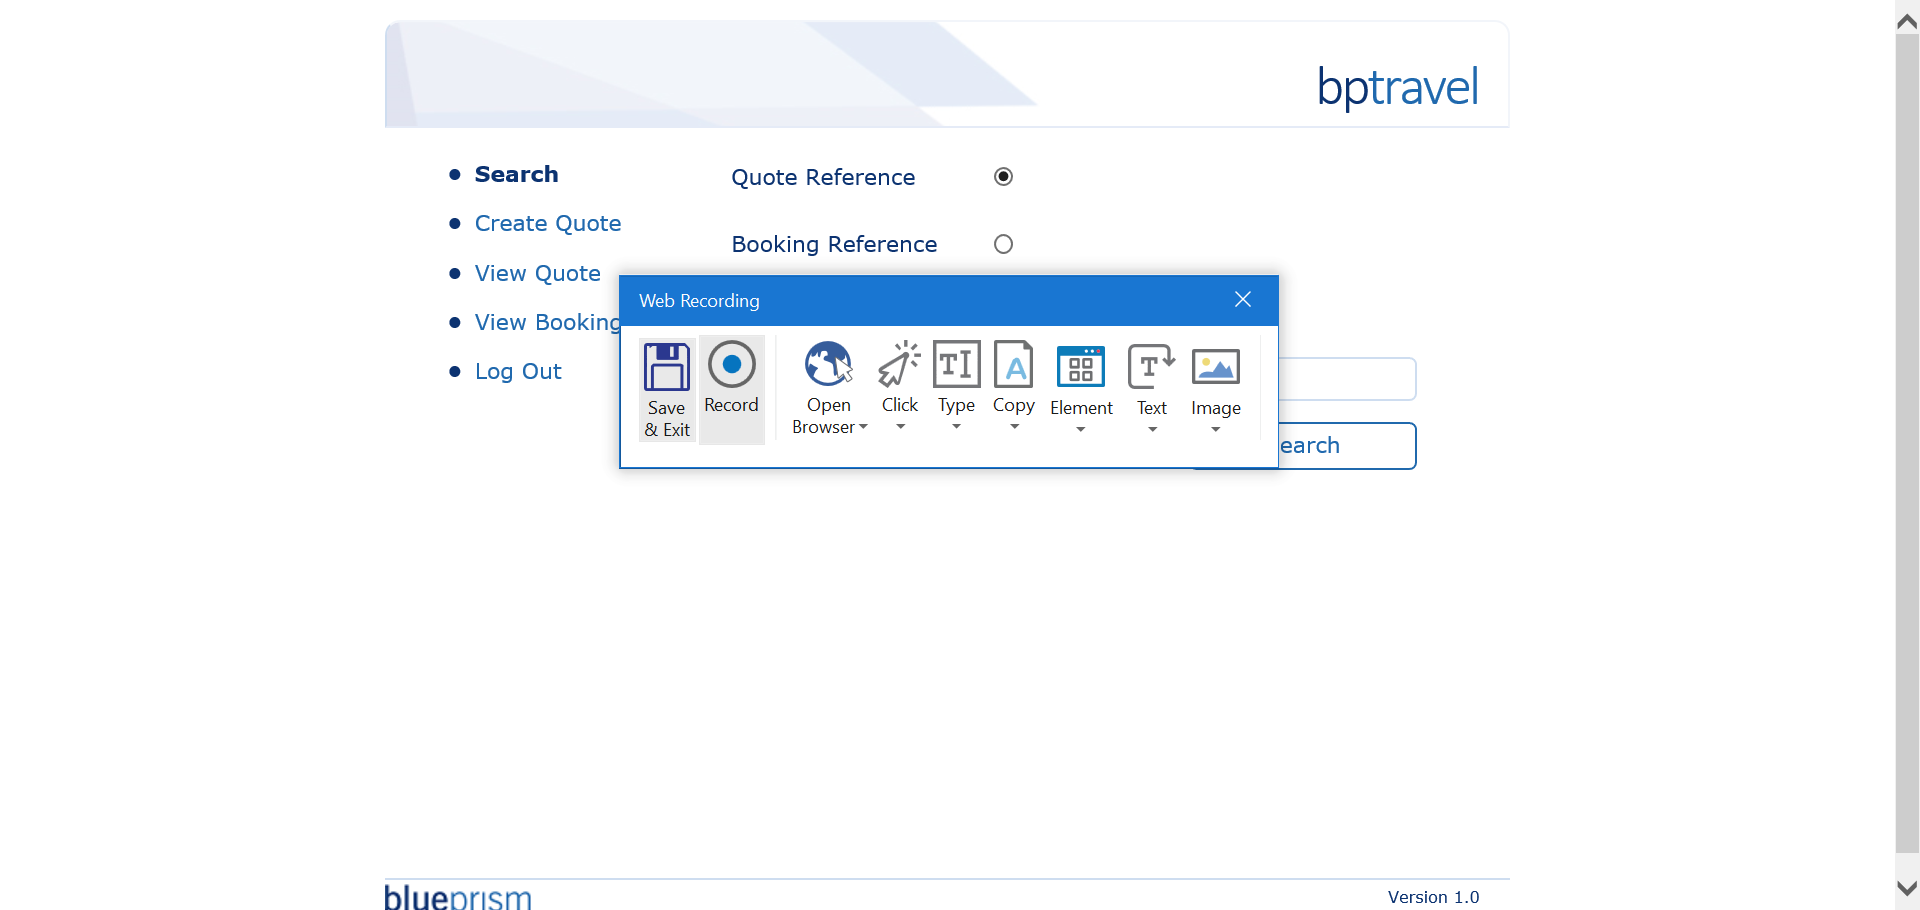 bptravel
Search
Create Quote
View Quote
View Booking
Log Out
Quote Reference
Booking Reference
Web Recording
Save & Exit
Record
Open Browser
Click
Type
Copy
Element
Text
Image
earch
blueprism
Version 1.0